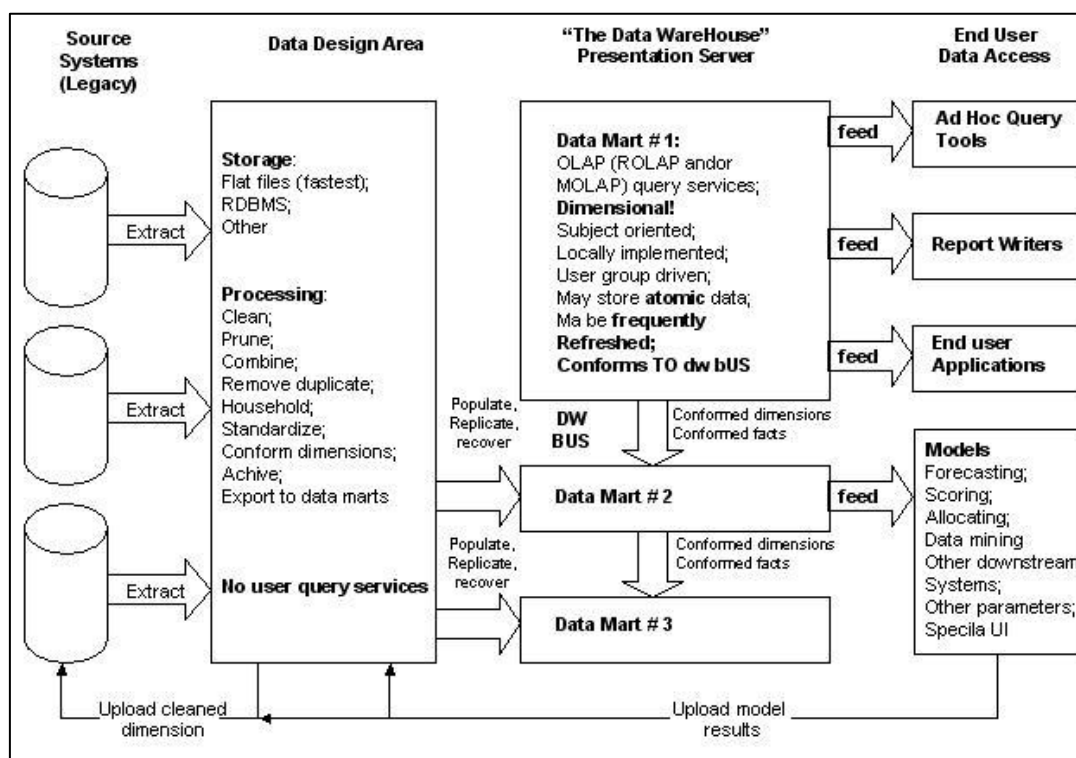 Source
Systems
(Legacy)
Data Design Area
“The Data WareHouse”
Presentation Server
End User
Data Access
Extract
Extract
Extract
Storage:
Flat files (fastest);
RDBMS;
Other
Processing:
Clean;
Prune;
Combine;
Remove duplicate;
Household;
Standardize;
Conform dimensions;
Achive;
Export to data marts
No user query services
Populate,
Replicate,
recover
Populate,
Replicate,
recover
Data Mart # 1:
OLAP (ROLAP andor
MOLAP) query services;
Dimensional!
Subject oriented;
Locally implemented;
User group driven;
May store atomic data;
Ma be frequently
Refreshed;
Conforms TO dw bUS
DW
BUS
Conformed dimensions
Conformed facts
Data Mart # 2
Conformed dimensions
Conformed facts
Data Mart # 3
feed
feed
feed
feed
Ad Hoc Query
Tools
Report Writers
End user
Applications
Models
Forecasting;
Scoring;
Allocating;
Data mining
Other downstream
Systems;
Other parameters;
Specila UI
Upload cleaned
dimension
Upload model
results